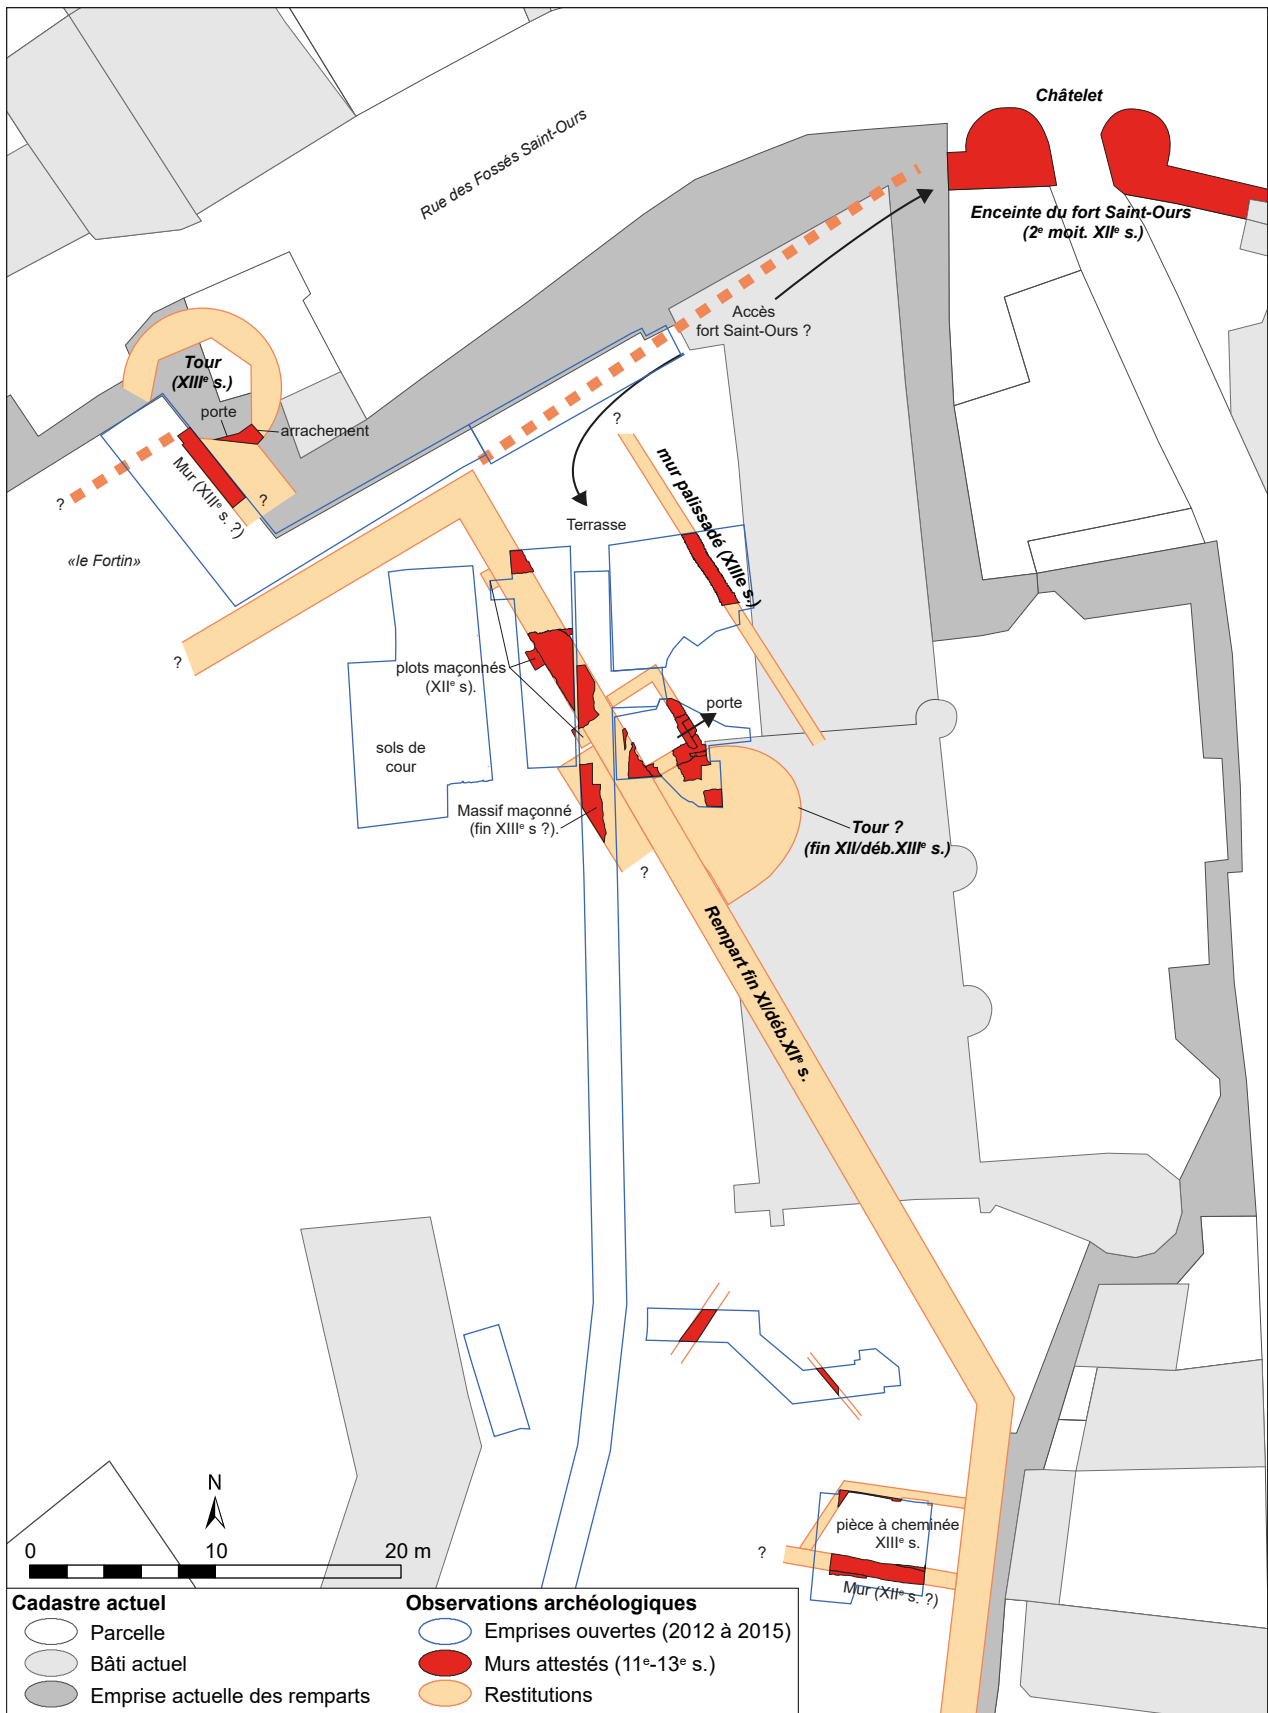 Châtelet
Rue des Fossés Saint-Ours
Enceinte du fort Saint-Ours
(2e moit. XIIe s.)
Accès
fort Saint-Ours ?
Tour
(XIIIe s.)
porte
arrachement
Mur (XIIIe s. ?)
?
?
?
«le Fortin»
Terrasse
mur palissadé (XIIIe s.)
?
plots maçonnés
(XIIe s).
porte
sols de
cour
Massif maçonné
(fin XIIIe s ?).
Tour ?
(fin XII/déb.XIIIe s.)
?
Rempart fin XI/déb.XIIe s.
pièce à cheminée
XIIIe s.
?
Mur (XIIe s. ?)
N
0 10 20 m
Cadastre actuel
Parcelle
Bâti actuel
Emprise actuelle des remparts
Observations archéologiques
Emprises ouvertes (2012 à 2015)
Murs attestés (11e-13e s.)
Restitutions